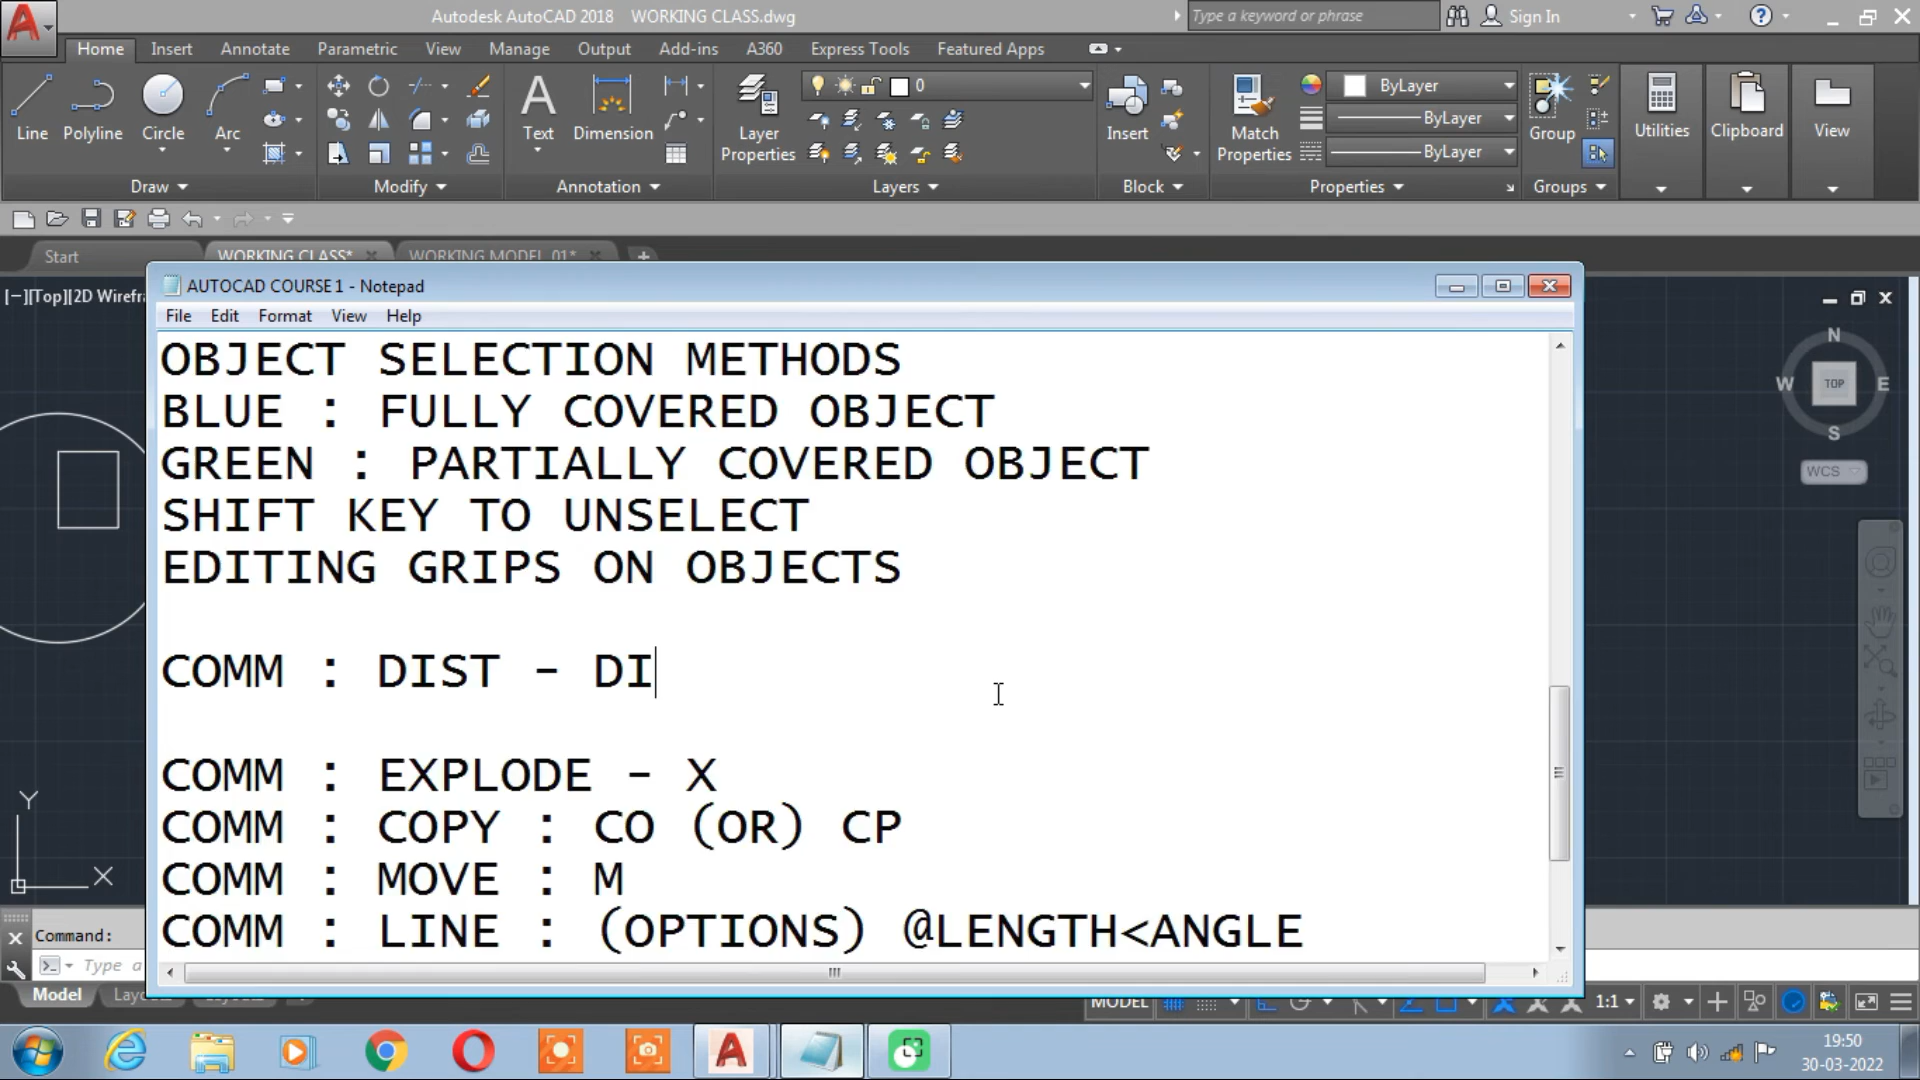 Autodesk AutoCAD 2018 WORKING CLASS.dwg
Type a keyword or phrase
Sign In
Home Insert Annotate Parametric View Manage Output Add-ins A360 Express Tools Featured Apps
0
ByLayer
ByLayer
ByLayer
Line Polyline Circle Arc Text Dimension Layer Properties Insert Match Properties Group Utilities Clipboard View
Draw Modify Annotation Layers Block Properties Groups
Start WORKING CLASS* WORKING MODEL 01*
[−][Top][2D Wirefr
AUTOCAD COURSE 1 - Notepad
File Edit Format View Help
OBJECT SELECTION METHODS
BLUE : FULLY COVERED OBJECT
GREEN : PARTIALLY COVERED OBJECT
SHIFT KEY TO UNSELECT
EDITING GRIPS ON OBJECTS
COMM : DIST - DI
COMM : EXPLODE - X
COMM : COPY : CO (OR) CP
COMM : MOVE : M
COMM : LINE : (OPTIONS) @LENGTH<ANGLE
N
W TOP E
S
WCS
Y
X
Command:
Type a
Model
MODEL
1:1
19:50
30-03-2022